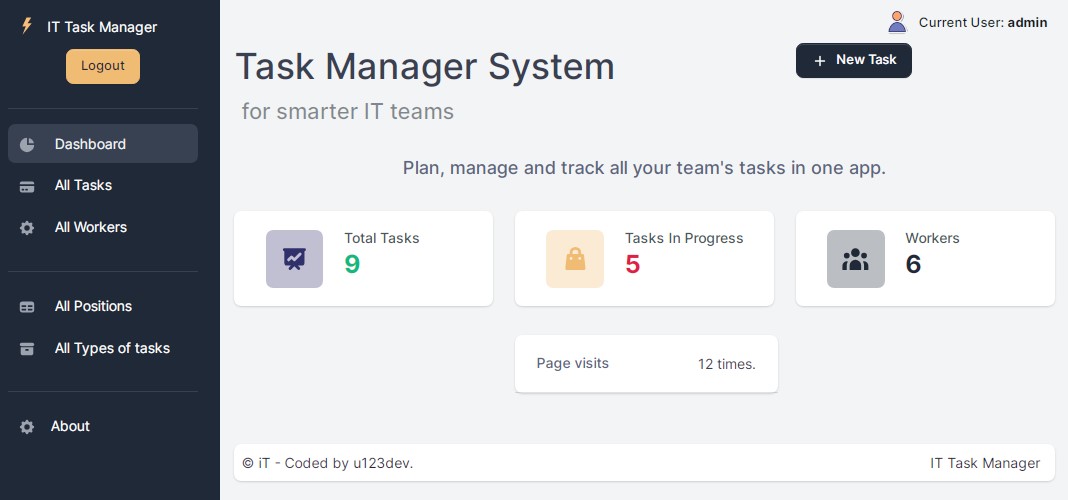 IT Task Manager
Logout
Dashboard
All Tasks
All Workers
All Positions
All Types of tasks
About
Current User: admin
Task Manager System
New Task
for smarter IT teams
Plan, manage and track all your team's tasks in one app.
Total Tasks
9
Tasks In Progress
5
Workers
6
Page visits 12 times.
© iT - Coded by u123dev. IT Task Manager